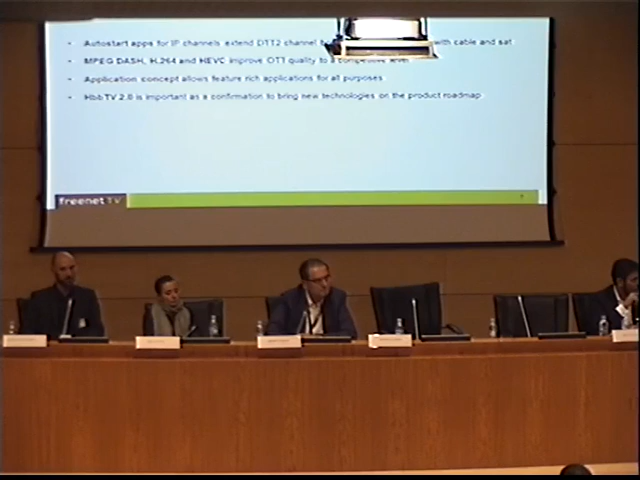 Autostart apps for IP channels extend DTT2 channel with cable and sat
MPEG DASH, H.264 and HEVC improve OTT quality to a competitive level
Application concept allows feature rich applications for all purposes
HbbTV 2.0 is important as a confirmation to bring new technologies on the product roadmap
freenet TV